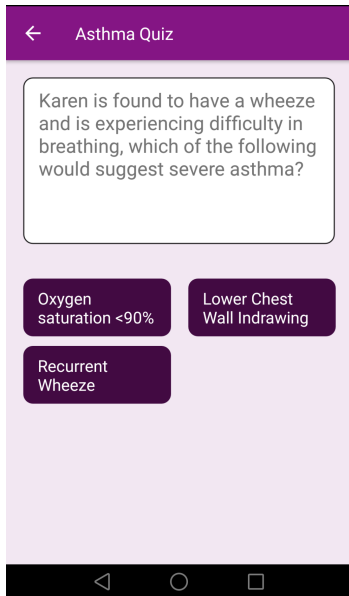 Asthma Quiz
Karen is found to have a wheeze
and is experiencing difficulty in
breathing, which of the following
would suggest severe asthma?
Oxygen
saturation <90%
Lower Chest
Wall Indrawing
Recurrent
Wheeze